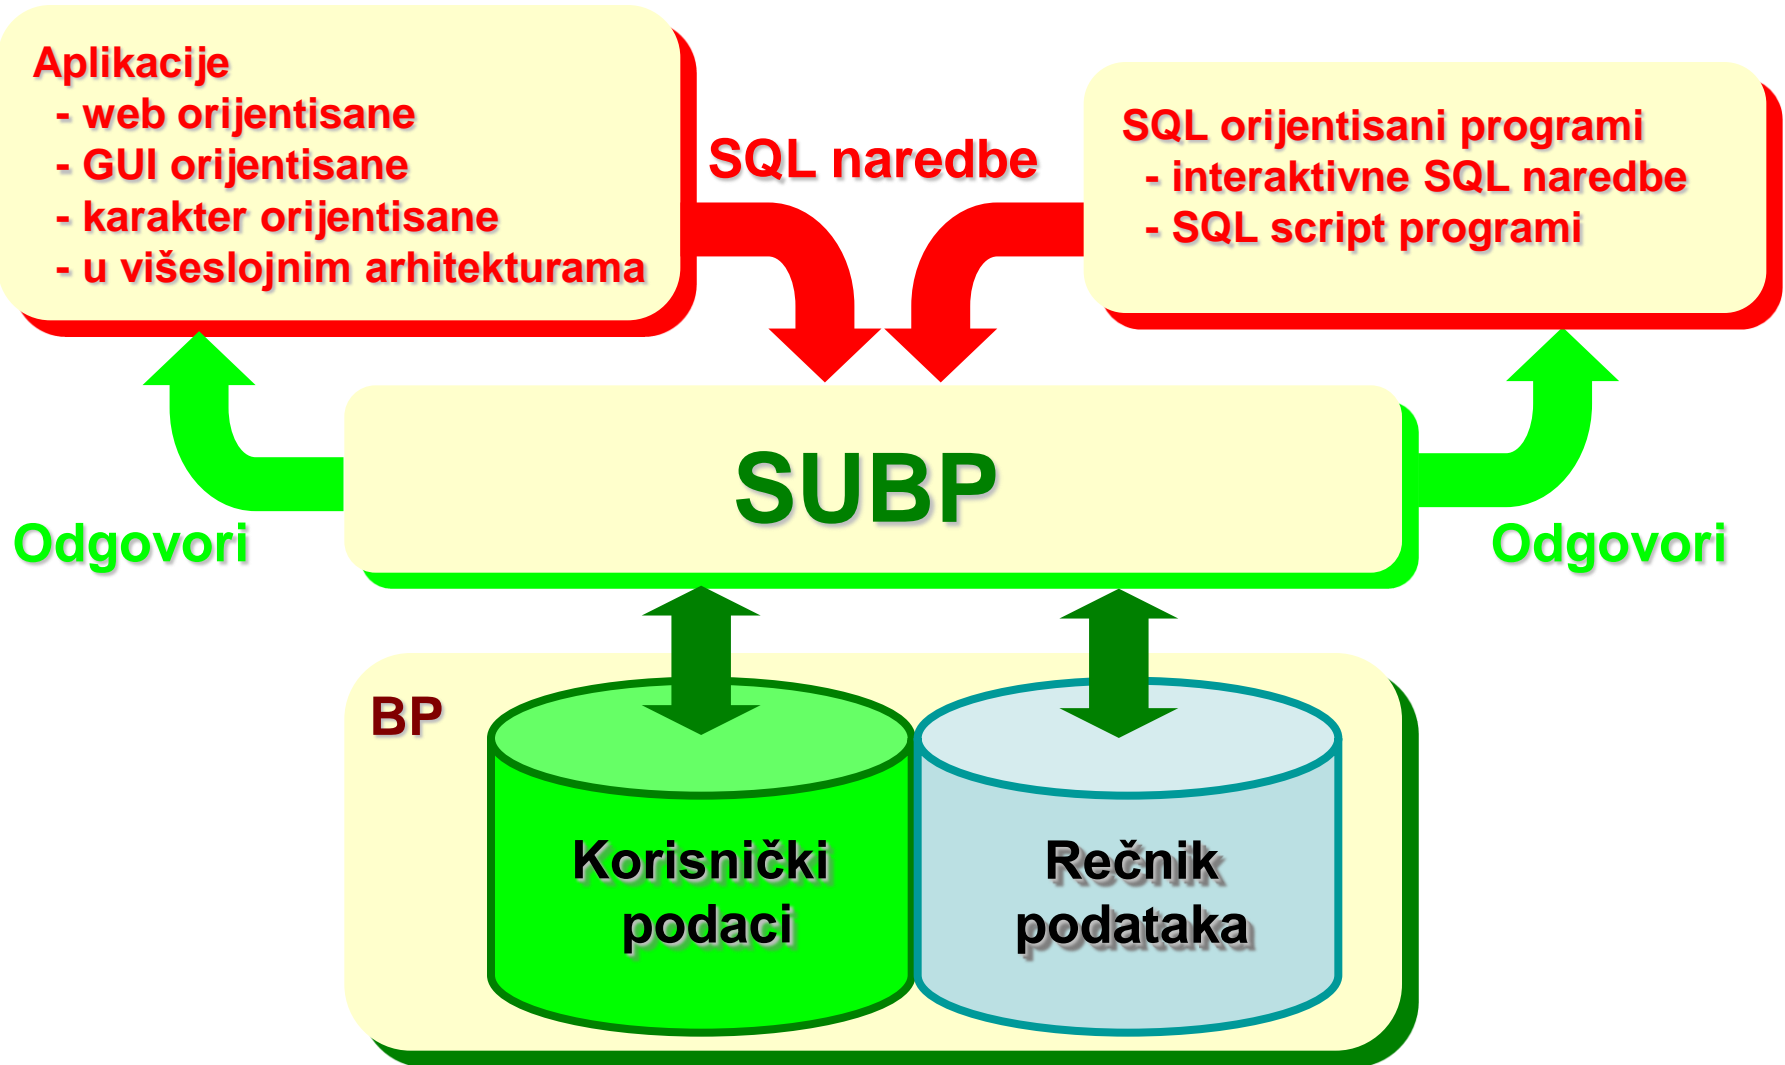 Aplikacije
- web orijentisane
- GUI orijentisane
- karakter orijentisane
- u višeslojnim arhitekturama
SQL naredbe
SQL orijentisani programi
- interaktivne SQL naredbe
- SQL script programi
SUBP
Odgovori
Odgovori
BP
Korisnički
podaci
Rečnik
podataka